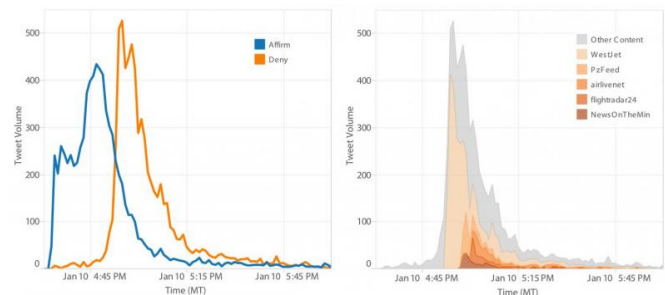 500
400
300
200
100
0
Tweet Volume
Affirm
Deny
Jan 10 4:45 PM
Jan 10 5:15 PM
Jan 10 5:45 PM
Time (MT)
500
400
300
200
100
0
Tweet Volume
Other Content
WestJet
PzFeed
airlivenet
flightradar24
NewsOnTheMin
Jan 10 4:45 PM
Jan 10 5:15 PM
Jan 10 5:45 PM
Time (MT)